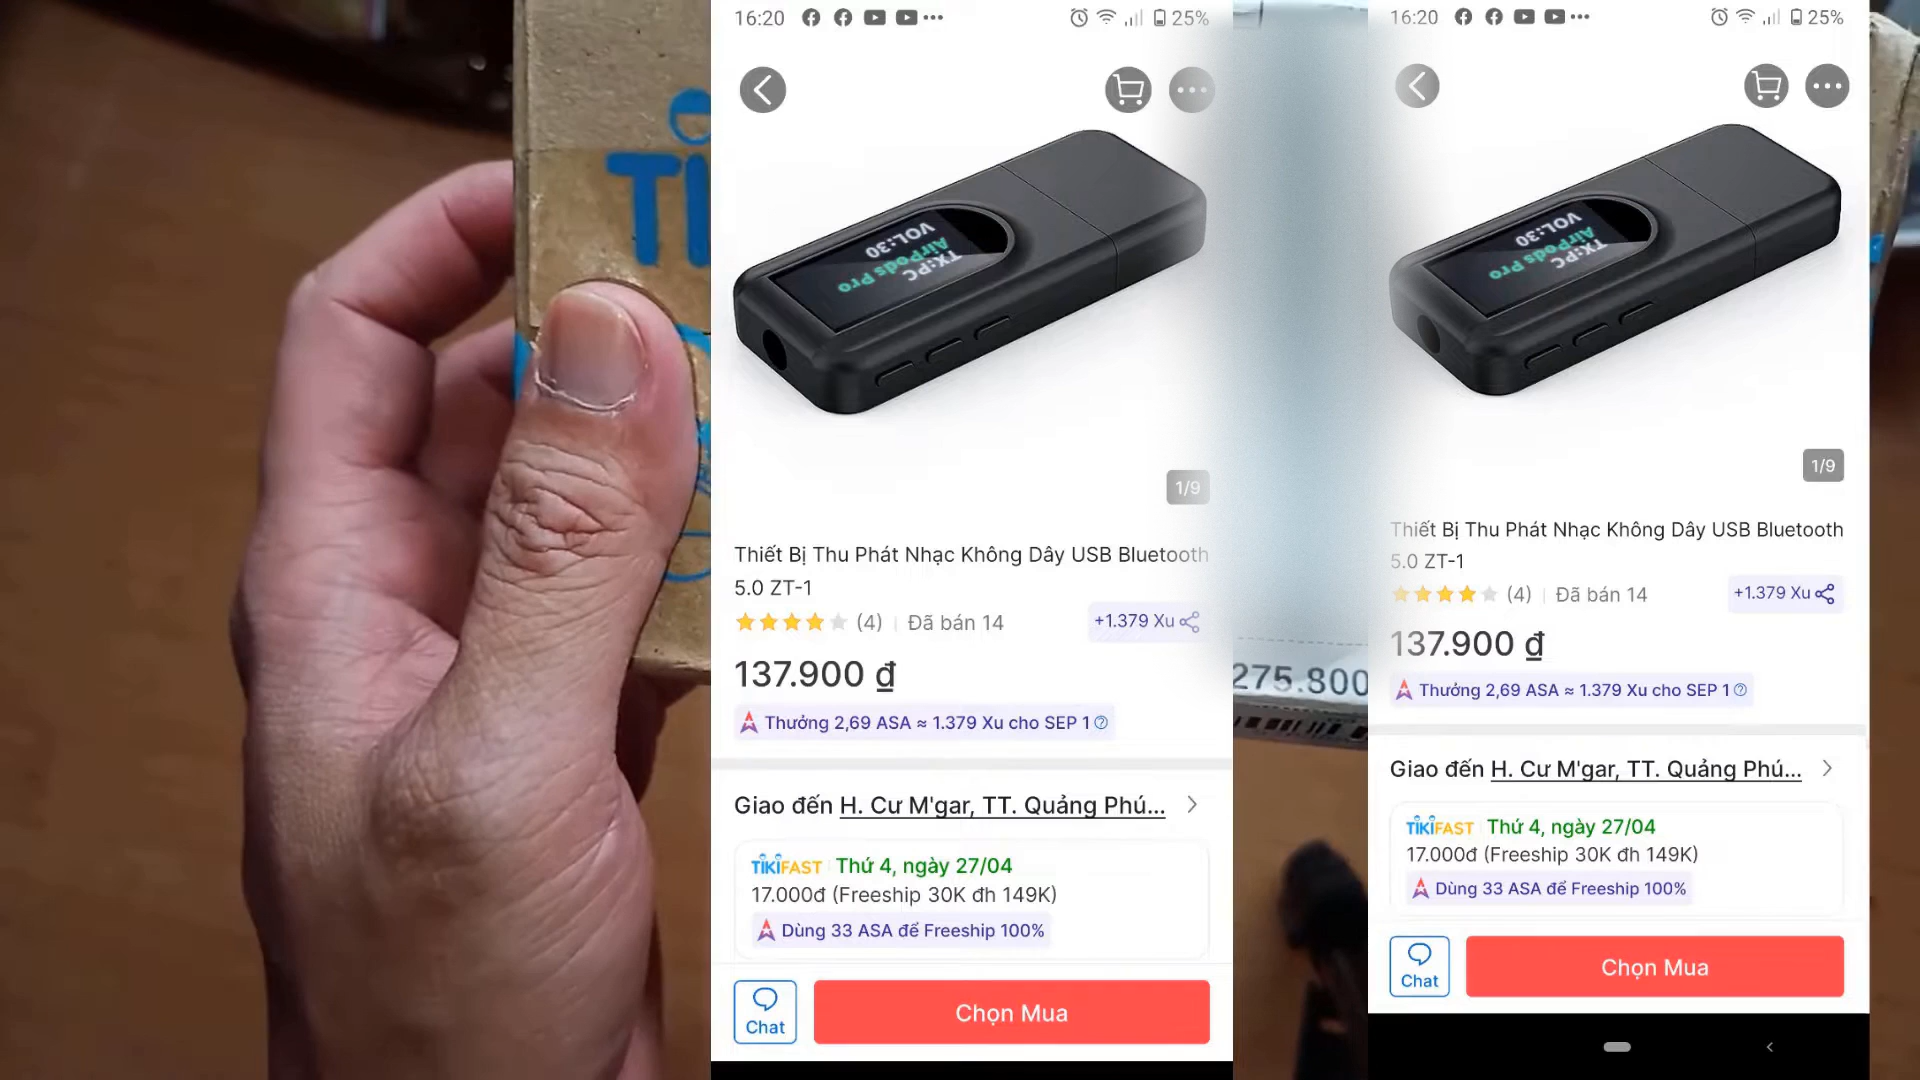 TIKI
16:20
25%
VOL:30
AirPods Pro
TX:PC
1/9
Thiết Bị Thu Phát Nhạc Không Dây USB Bluetooth
5.0 ZT-1
(4) | Đã bán 14
+1.379 Xu
137.900 ₫
Thưởng 2,69 ASA ≈ 1.379 Xu cho SEP 1
Giao đến H. Cư M'gar, TT. Quảng Phú...
TIKIFAST Thứ 4, ngày 27/04
17.000đ (Freeship 30K đh 149K)
Dùng 33 ASA để Freeship 100%
Chat
Chọn Mua
275.800
16:20
25%
VOL:30
AirPods Pro
TX:PC
1/9
Thiết Bị Thu Phát Nhạc Không Dây USB Bluetooth
5.0 ZT-1
(4) | Đã bán 14
+1.379 Xu
137.900 ₫
Thưởng 2,69 ASA ≈ 1.379 Xu cho SEP 1
Giao đến H. Cư M'gar, TT. Quảng Phú...
TIKIFAST Thứ 4, ngày 27/04
17.000đ (Freeship 30K đh 149K)
Dùng 33 ASA để Freeship 100%
Chat
Chọn Mua